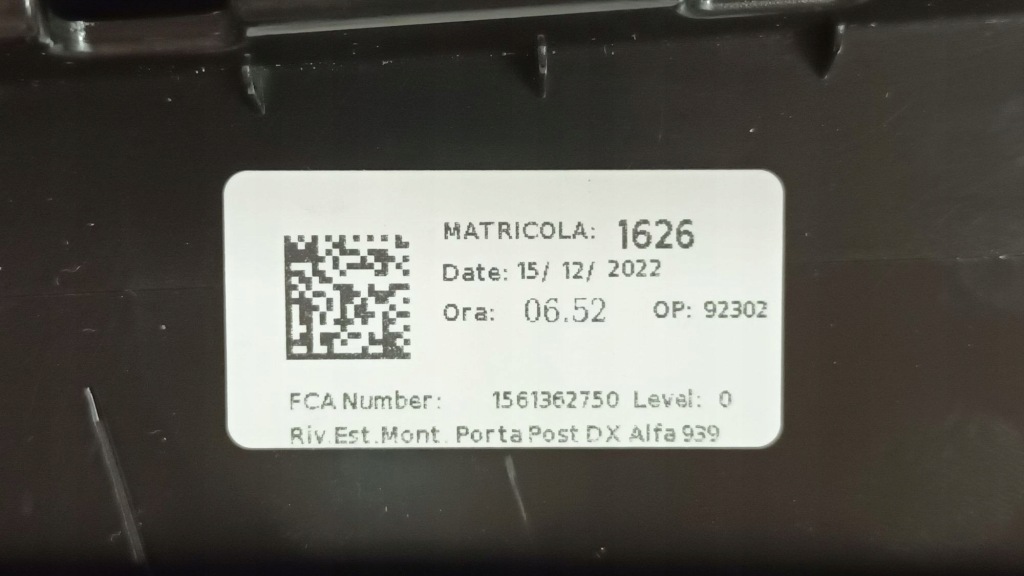 MATRICOLA: 1626
Date: 15/ 12/ 2022
Ora: 06.52 OP: 92302
FCA Number: 1561362750 Level: 0
Riv.Est.Mont. Porta Post DX Alfa 939